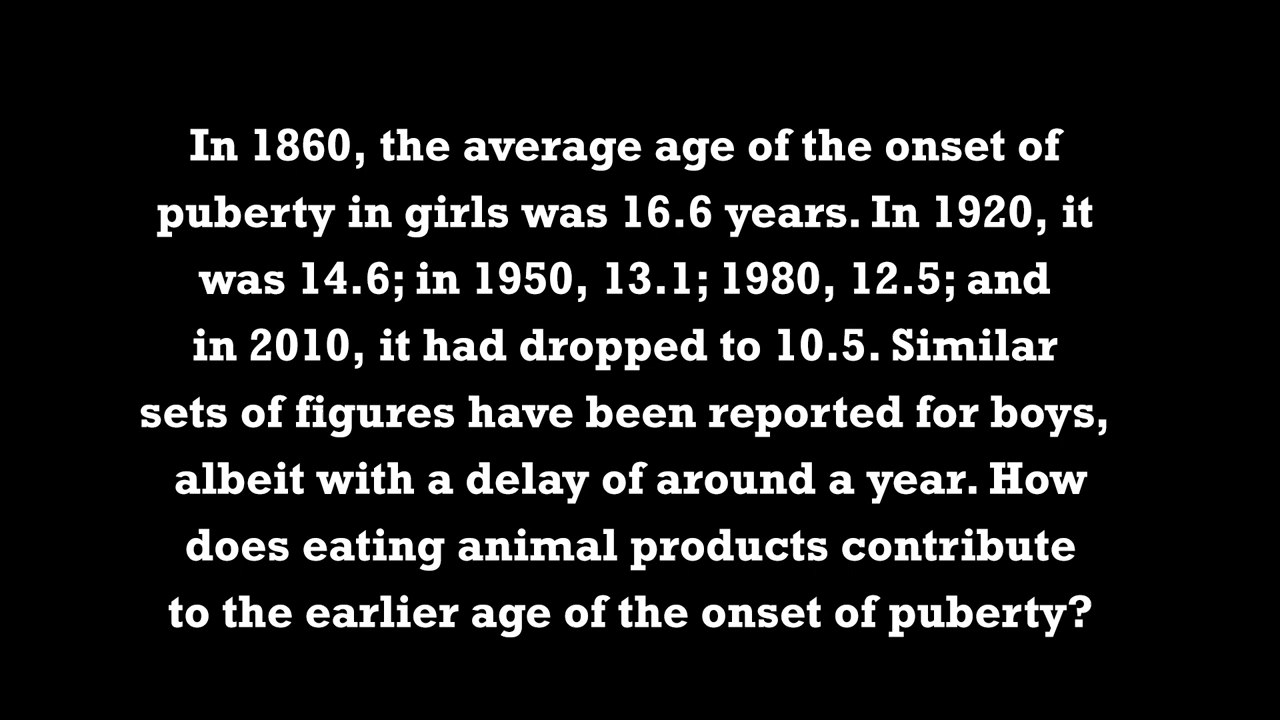 In 1860, the average age of the onset of
puberty in girls was 16.6 years. In 1920, it
was 14.6; in 1950, 13.1; 1980, 12.5; and
in 2010, it had dropped to 10.5. Similar
sets of figures have been reported for boys,
albeit with a delay of around a year. How
does eating animal products contribute
to the earlier age of the onset of puberty?